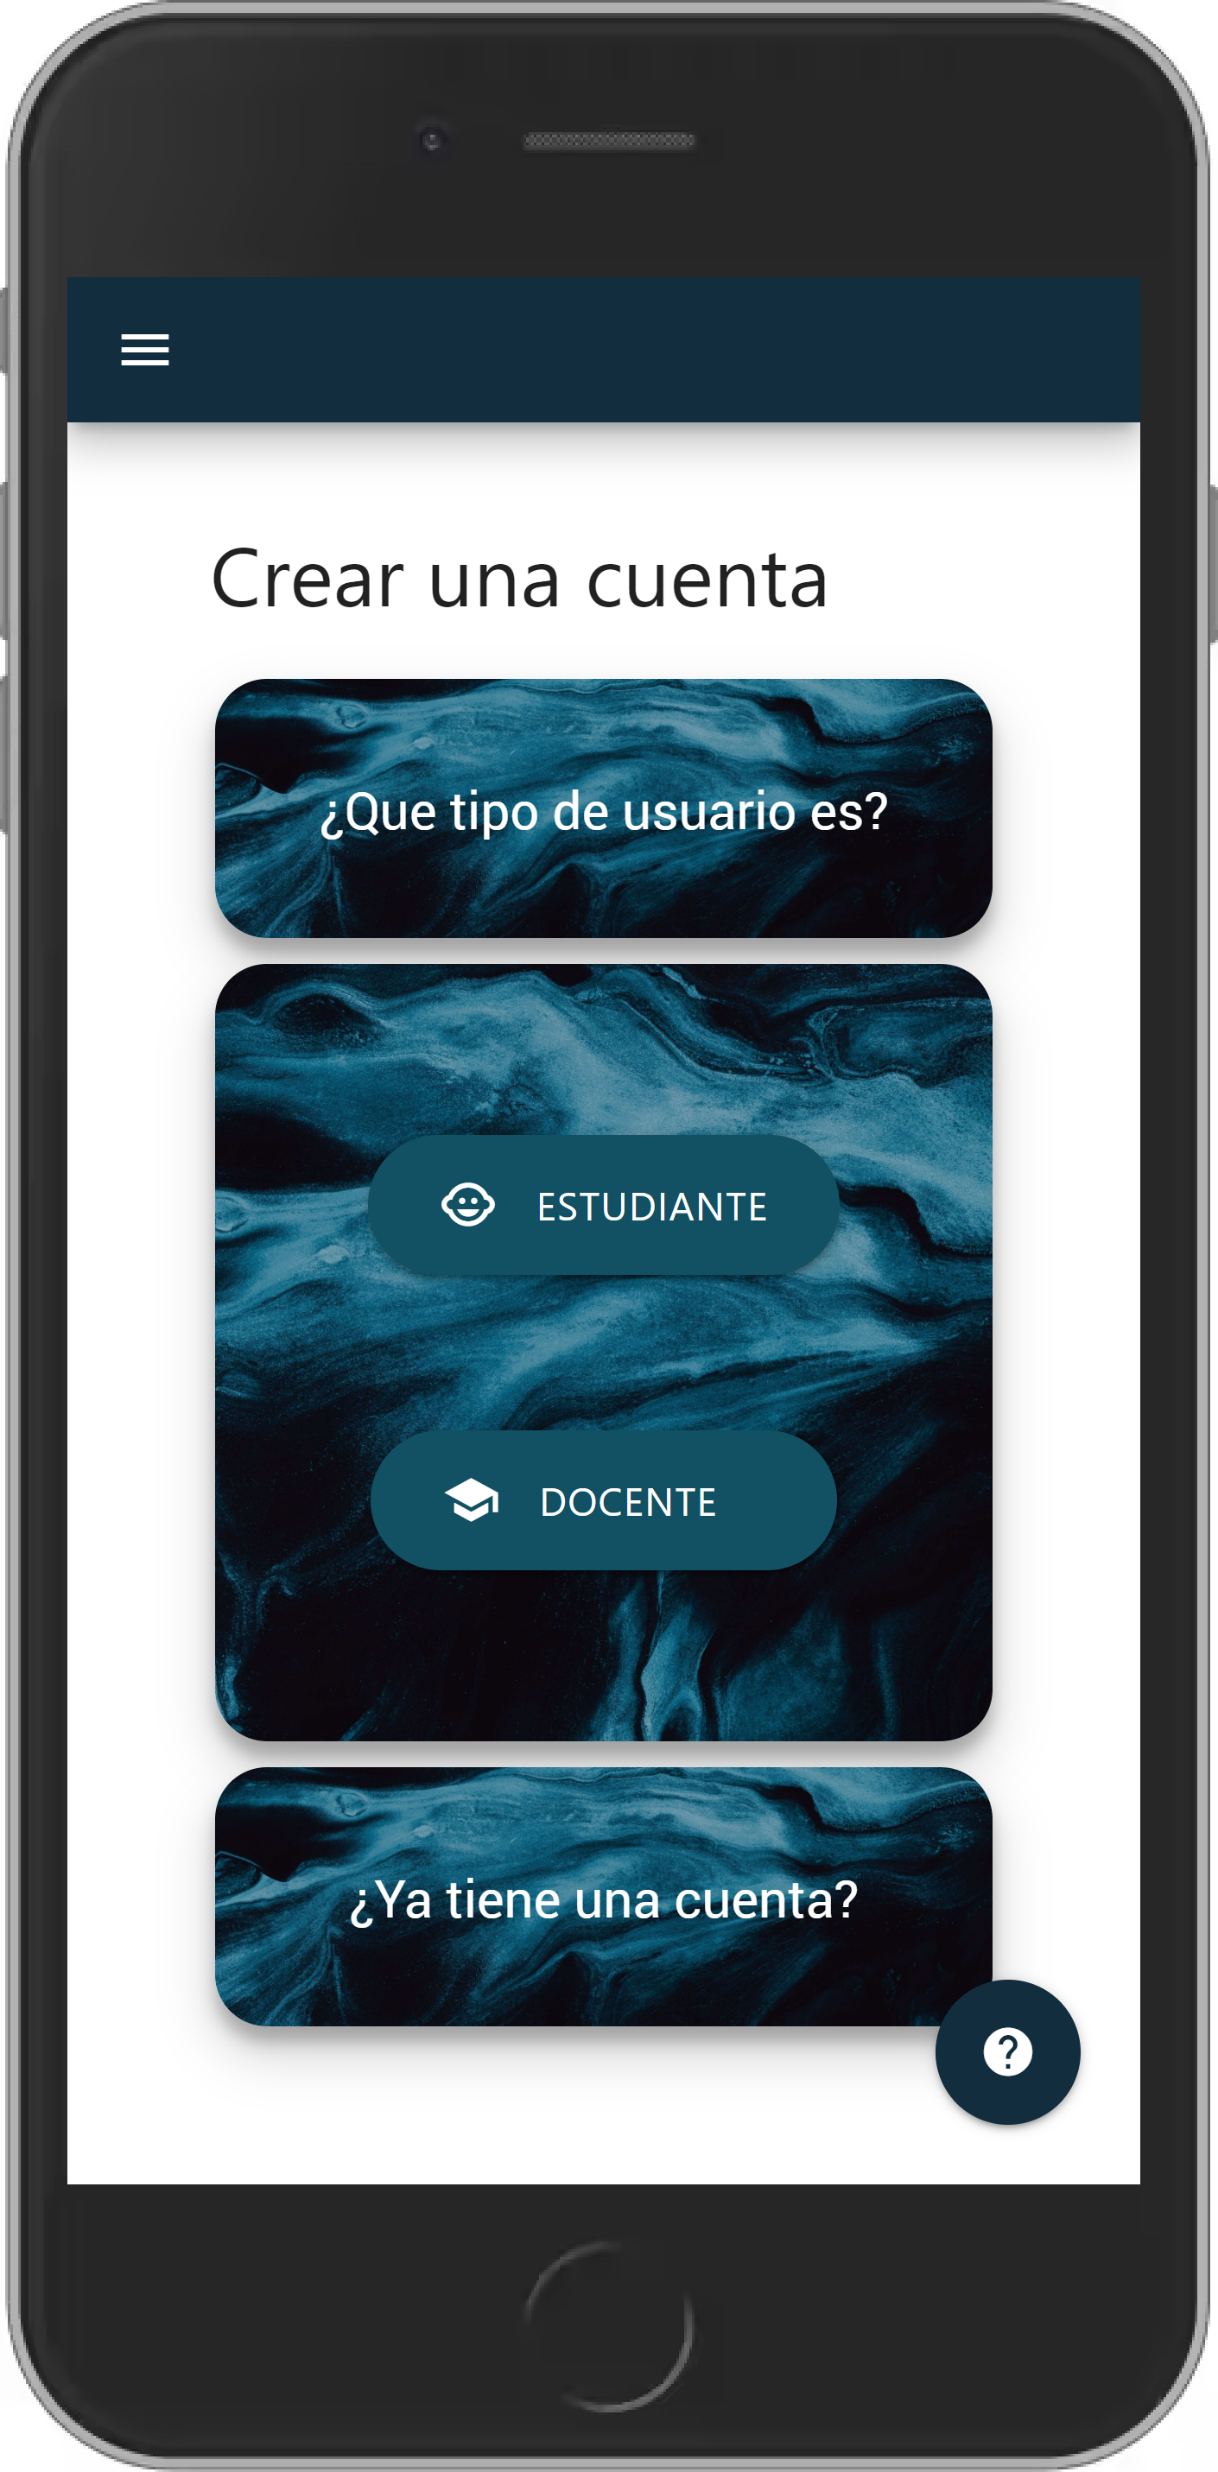 Crear una cuenta
¿Que tipo de usuario es?
ESTUDIANTE
DOCENTE
¿Ya tiene una cuenta?
?